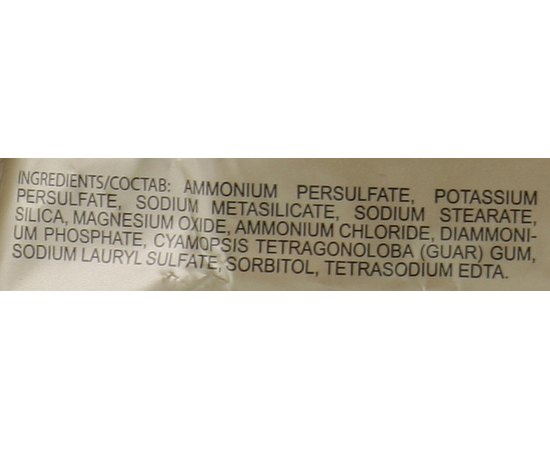 INGREDIENTS/СОСТАВ: AMMONIUM PERSULFATE, POTASSIUM
PERSULFATE, SODIUM METASILICATE, SODIUM STEARATE,
SILICA, MAGNESIUM OXIDE, AMMONIUM CHLORIDE, DIAMMONI-
UM PHOSPHATE, CYAMOPSIS TETRAGONOLOBA (GUAR) GUM,
SODIUM LAURYL SULFATE, SORBITOL, TETRASODIUM EDTA.